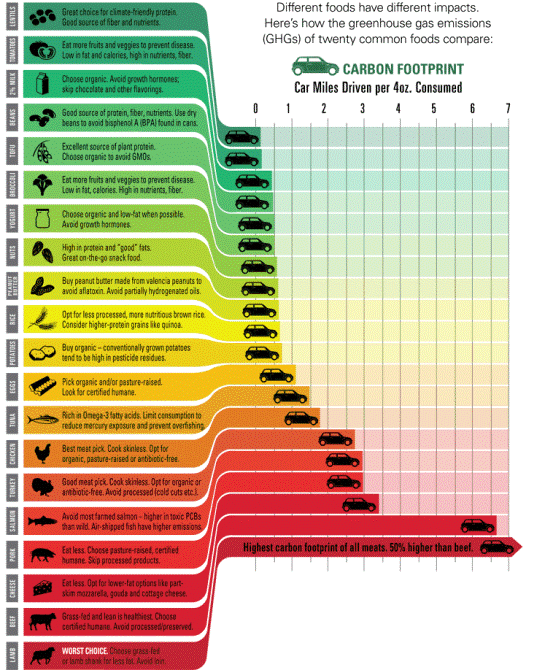 Different foods have different impacts.
Here's how the greenhouse gas emissions
(GHGs) of twenty common foods compare:
CARBON FOOTPRINT
Car Miles Driven per 4oz. Consumed
0 1 2 3 4 5 6 7
LENTILS
Great choice for climate-friendly protein.
Good source of fiber and nutrients.
TOMATOES
Eat more fruits and veggies to prevent disease.
Low in fat and calories, high in nutrients, fiber.
2% MILK
Choose organic. Avoid growth hormones;
skip chocolate and other flavorings.
BEANS
Good source of protein, fiber, nutrients. Use dry
beans to avoid bisphenol A (BPA) found in cans.
TOFU
Excellent source of plant protein.
Choose organic to avoid GMOs.
BROCCOLI
Eat more fruits and veggies to prevent disease.
Low in fat, calories. High in nutrients, fiber.
YOGURT
Choose organic and low-fat when possible.
Avoid growth hormones.
NUTS
High in protein and "good" fats.
Great on-the-go snack food.
PEANUT
BUTTER
Buy peanut butter made from valencia peanuts to
avoid aflatoxin. Avoid partially hydrogenated oils.
RICE
Opt for less processed, more nutritious brown rice.
Consider higher-protein grains like quinoa.
POTATOES
Buy organic – conventionally grown potatoes
tend to be high in pesticide residues.
EGGS
Pick organic and/or pasture-raised.
Look for certified humane.
TUNA
Rich in Omega-3 fatty acids. Limit consumption to
reduce mercury exposure and prevent overfishing.
CHICKEN
Best meat pick. Cook skinless. Opt for
organic, pasture-raised or antibiotic-free.
TURKEY
Good meat pick. Cook skinless. Opt for organic or
antibiotic-free. Avoid processed (cold cuts etc.).
SALMON
Avoid most farmed salmon – higher in toxic PCBs
than wild. Air-shipped fish have higher emissions.
PORK
Eat less. Choose pasture-raised, certified
humane. Skip processed products.
CHEESE
Eat less. Opt for lower-fat options like part-
skim mozzarella, gouda and cottage cheese.
BEEF
Grass-fed and lean is healthiest. Choose
certified humane. Avoid processed/preserved.
LAMB
WORST CHOICE. Choose grass-fed
or lamb shank for less fat. Avoid loin.
Highest carbon footprint of all meats. 50% higher than beef.